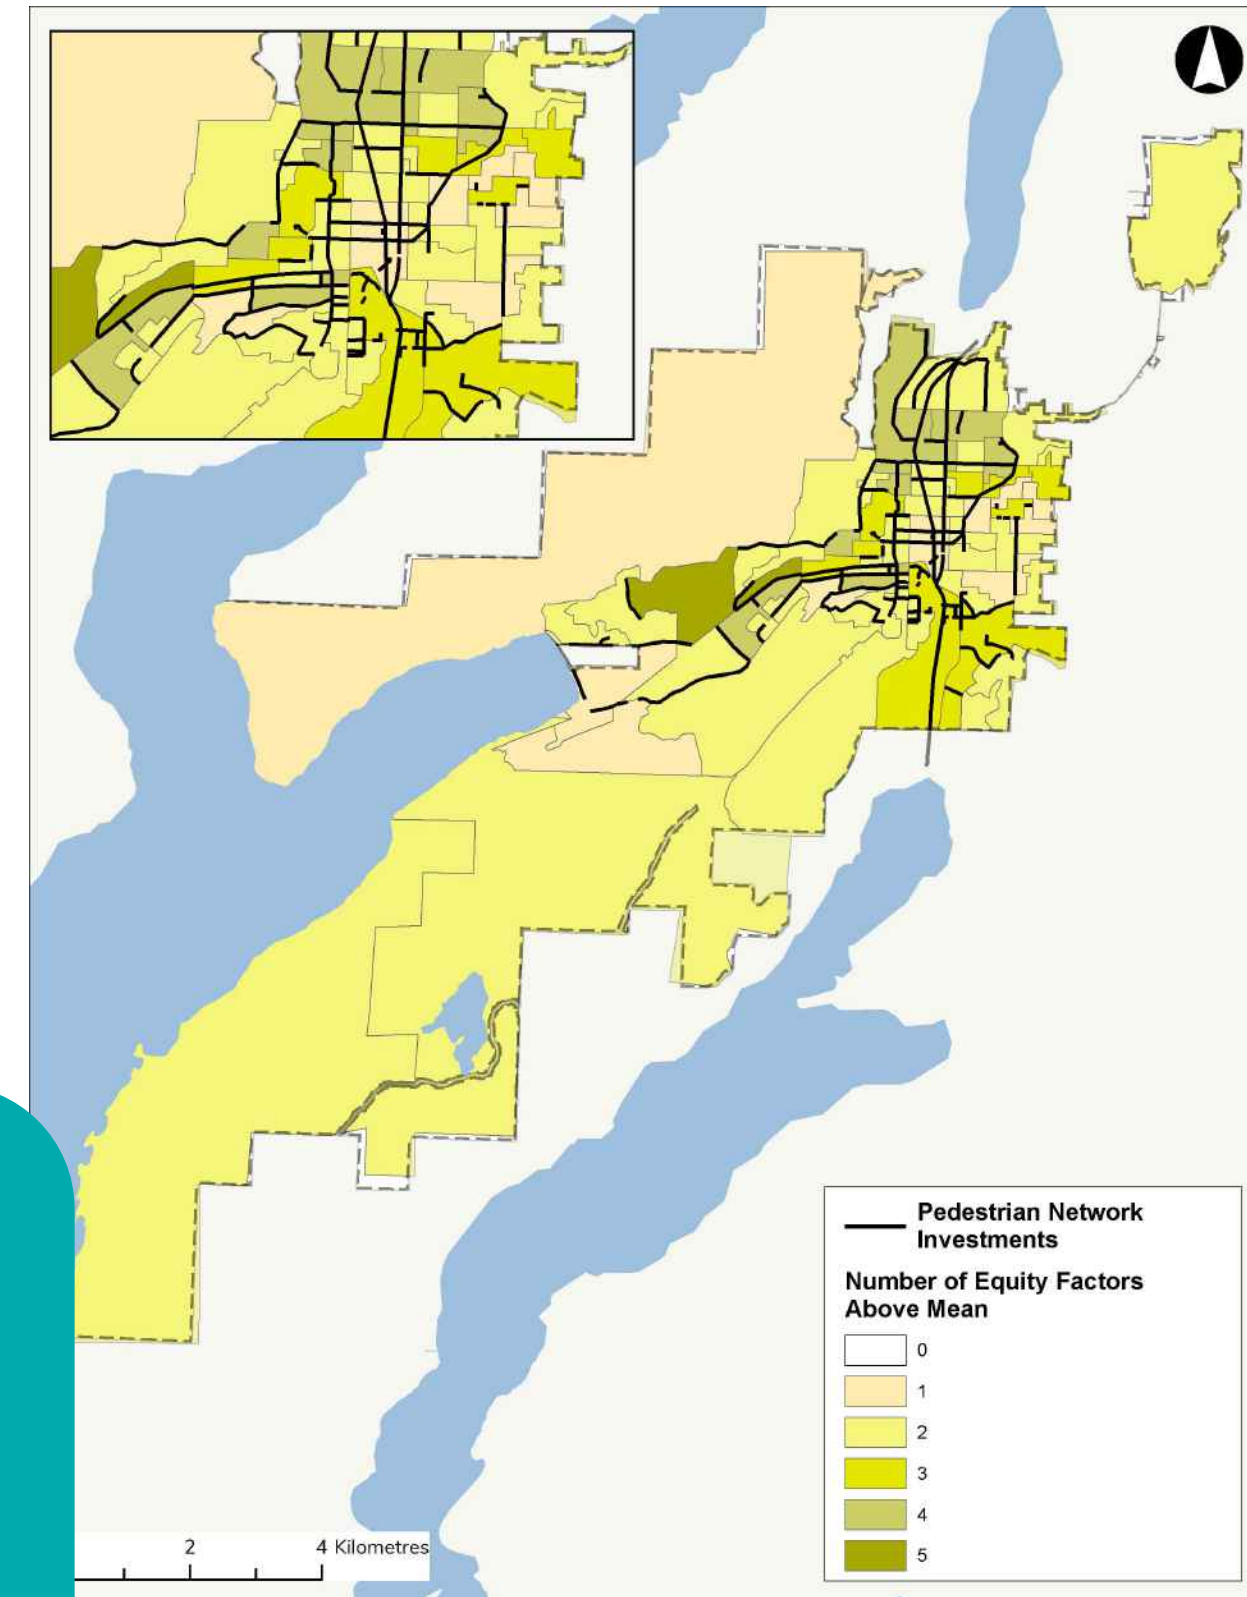 Pedestrian Network
Investments
Number of Equity Factors
Above Mean
0
1
2
3
4
5
2
4 Kilometres